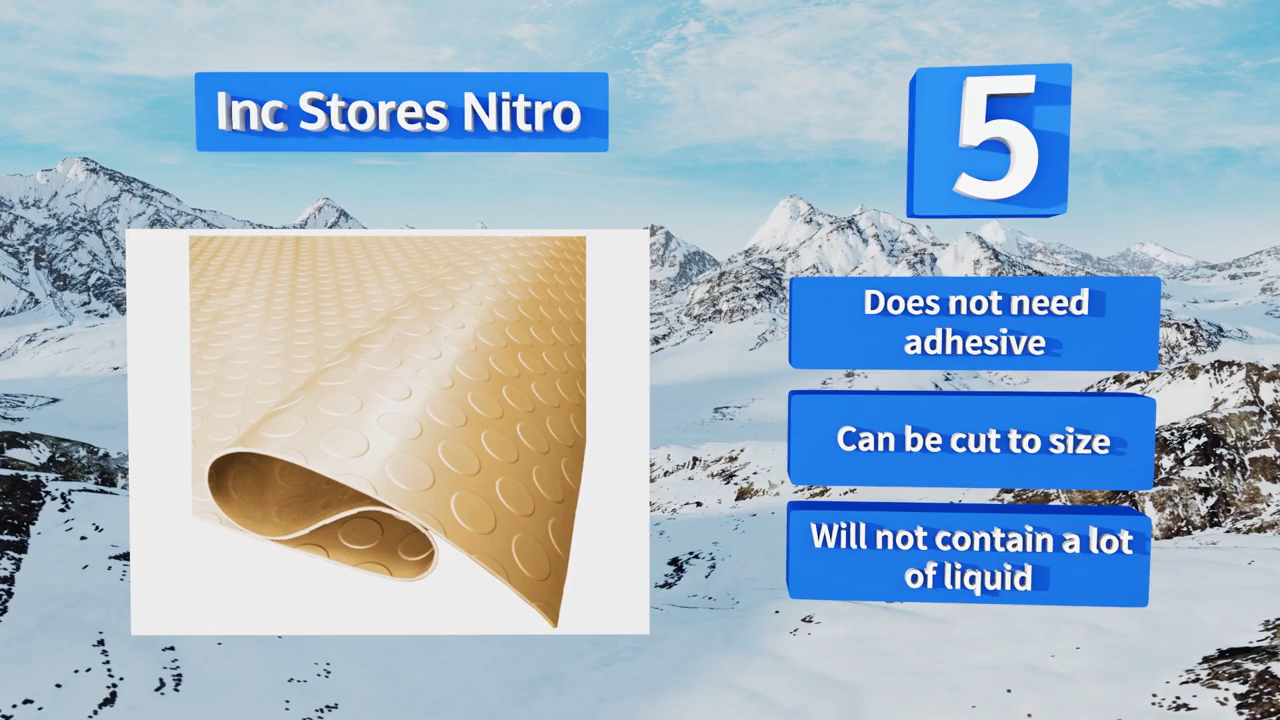 Inc Stores Nitro
5
Does not need
adhesive
Can be cut to size
Will not contain a lot
of liquid